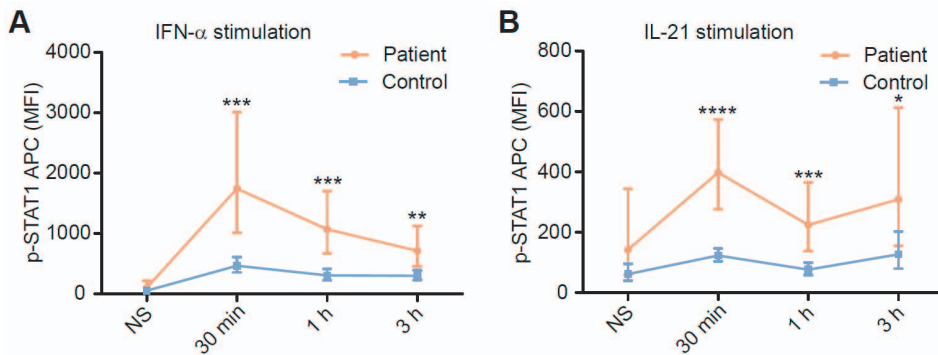 A
IFN-α stimulation
p-STAT1 APC (MFI)
4000
3000
2000
1000
0
Patient
Control
***
***
**
NS
30 min
1 h
3 h
B
IL-21 stimulation
p-STAT1 APC (MFI)
800
600
400
200
0
Patient
Control
****
***
*
NS
30 min
1 h
3 h